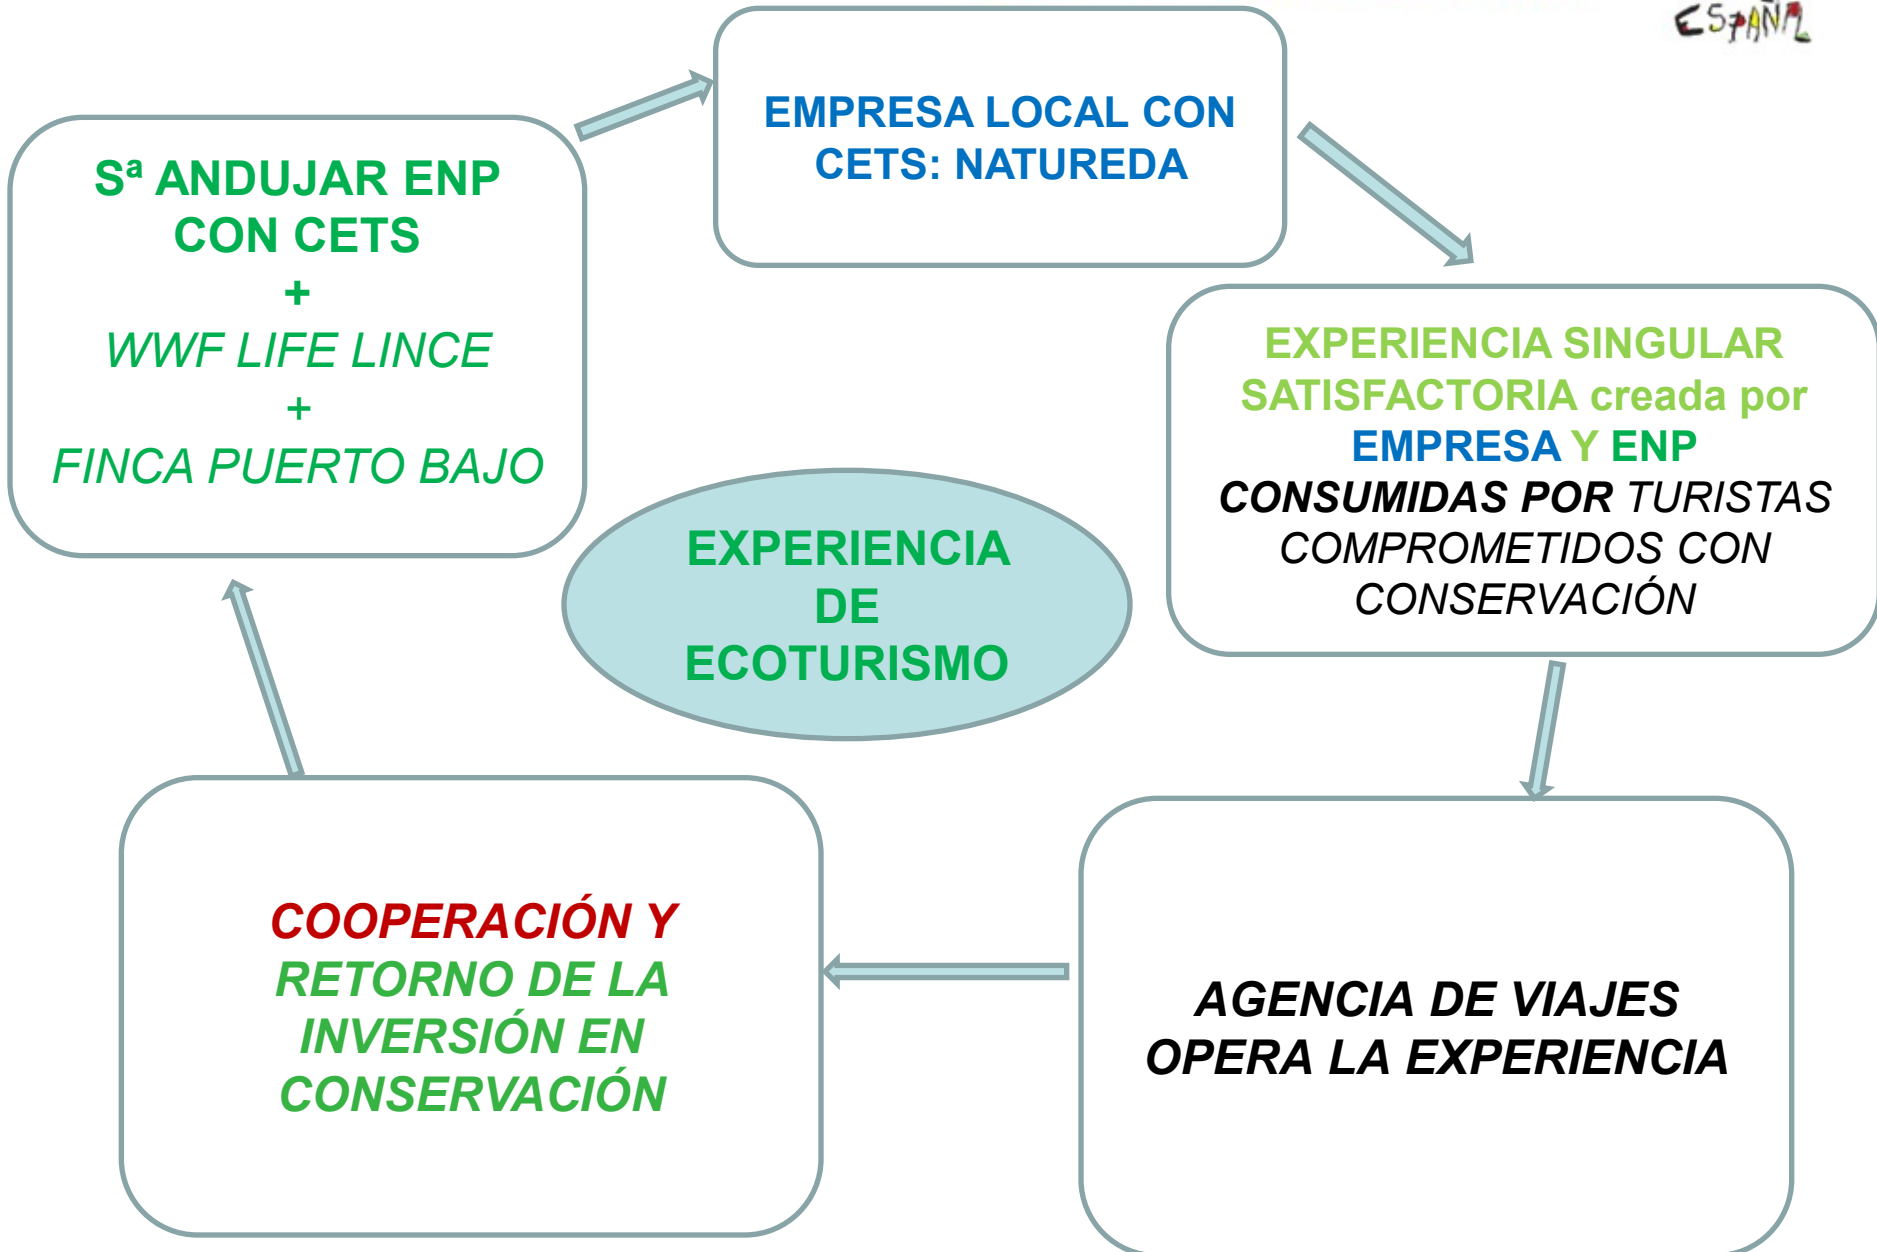 ESPAÑA
EMPRESA LOCAL CON
CETS: NATUREDA
Sª ANDUJAR ENP
CON CETS
+
WWF LIFE LINCE
+
FINCA PUERTO BAJO
EXPERIENCIA SINGULAR
SATISFACTORIA creada por
EMPRESA Y ENP
CONSUMIDAS POR TURISTAS
COMPROMETIDOS CON
CONSERVACIÓN
EXPERIENCIA
DE
ECOTURISMO
AGENCIA DE VIAJES
OPERA LA EXPERIENCIA
COOPERACIÓN Y
RETORNO DE LA
INVERSIÓN EN
CONSERVACIÓN